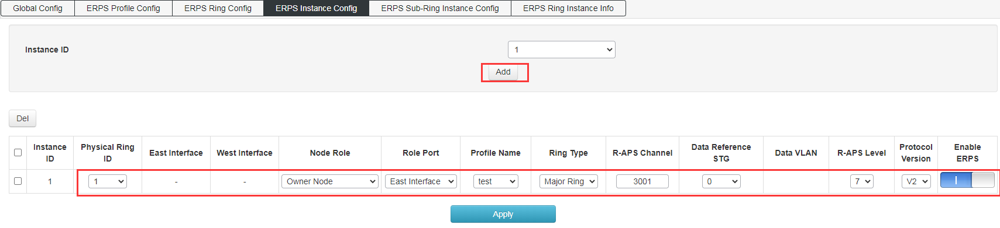 Global Config ERPS Profile Config ERPS Ring Config ERPS Instance Config ERPS Sub-Ring Instance Config ERPS Ring Instance Info
Instance ID 1
Add
Del
Instance ID Physical Ring ID East Interface West Interface Node Role Role Port Profile Name Ring Type R-APS Channel Data Reference STG Data VLAN R-APS Level Protocol Version Enable ERPS
1 1 - - Owner Node East Interface test Major Ring 3001 0 7 V2
Apply